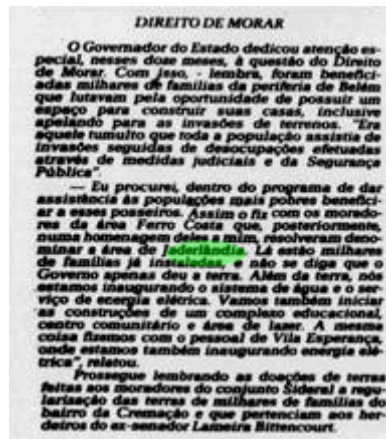 DIREITO DE MORAR
O Governador do Estado dedicou atenção es-
pecial, nesses doze meses, à questão do Direito
de Morar. Com isso, - lembra, foram benefici-
adas milhares de famílias da periferia de Belém
que lutavam pela oportunidade de possuir um
espaço para construir suas casas, inclusive
apelando para as invasões de terrenos. "Era
aquele tumulto que toda a população assistia de
invasões seguidas de desocupações efetuadas
através de medidas judiciais e da Segurança
Pública".
— Eu procurei, dentro do programa de dar
assistência às populações mais pobres benefici-
ar a esses posseiros. Assim o fiz com os morado-
res da área Ferro Costa que, posteriormente,
numa homenagem deles a mim, resolveram deno-
minar a área de Jaderlândia. Lá estão milhares
de famílias já instaladas, e não se diga que o
Governo apenas deu a terra. Além da terra, nós
estamos inaugurando o sistema de água e o ser-
viço de energia elétrica. Vamos também iniciar
as construções de um complexo educacional,
centro comunitário e área de lazer. A mesma
coisa fizemos com o pessoal de Vila Esperança,
onde estamos também inaugurando energia elé-
trica", relatou.
Prossegue lembrando as doações de terras
feitas aos moradores do conjunto Sideral a regu-
larização das terras de milhares de famílias do
bairro da Cremação e que pertenciam aos her-
deiros do ex-senador Lameira Bittencourt.